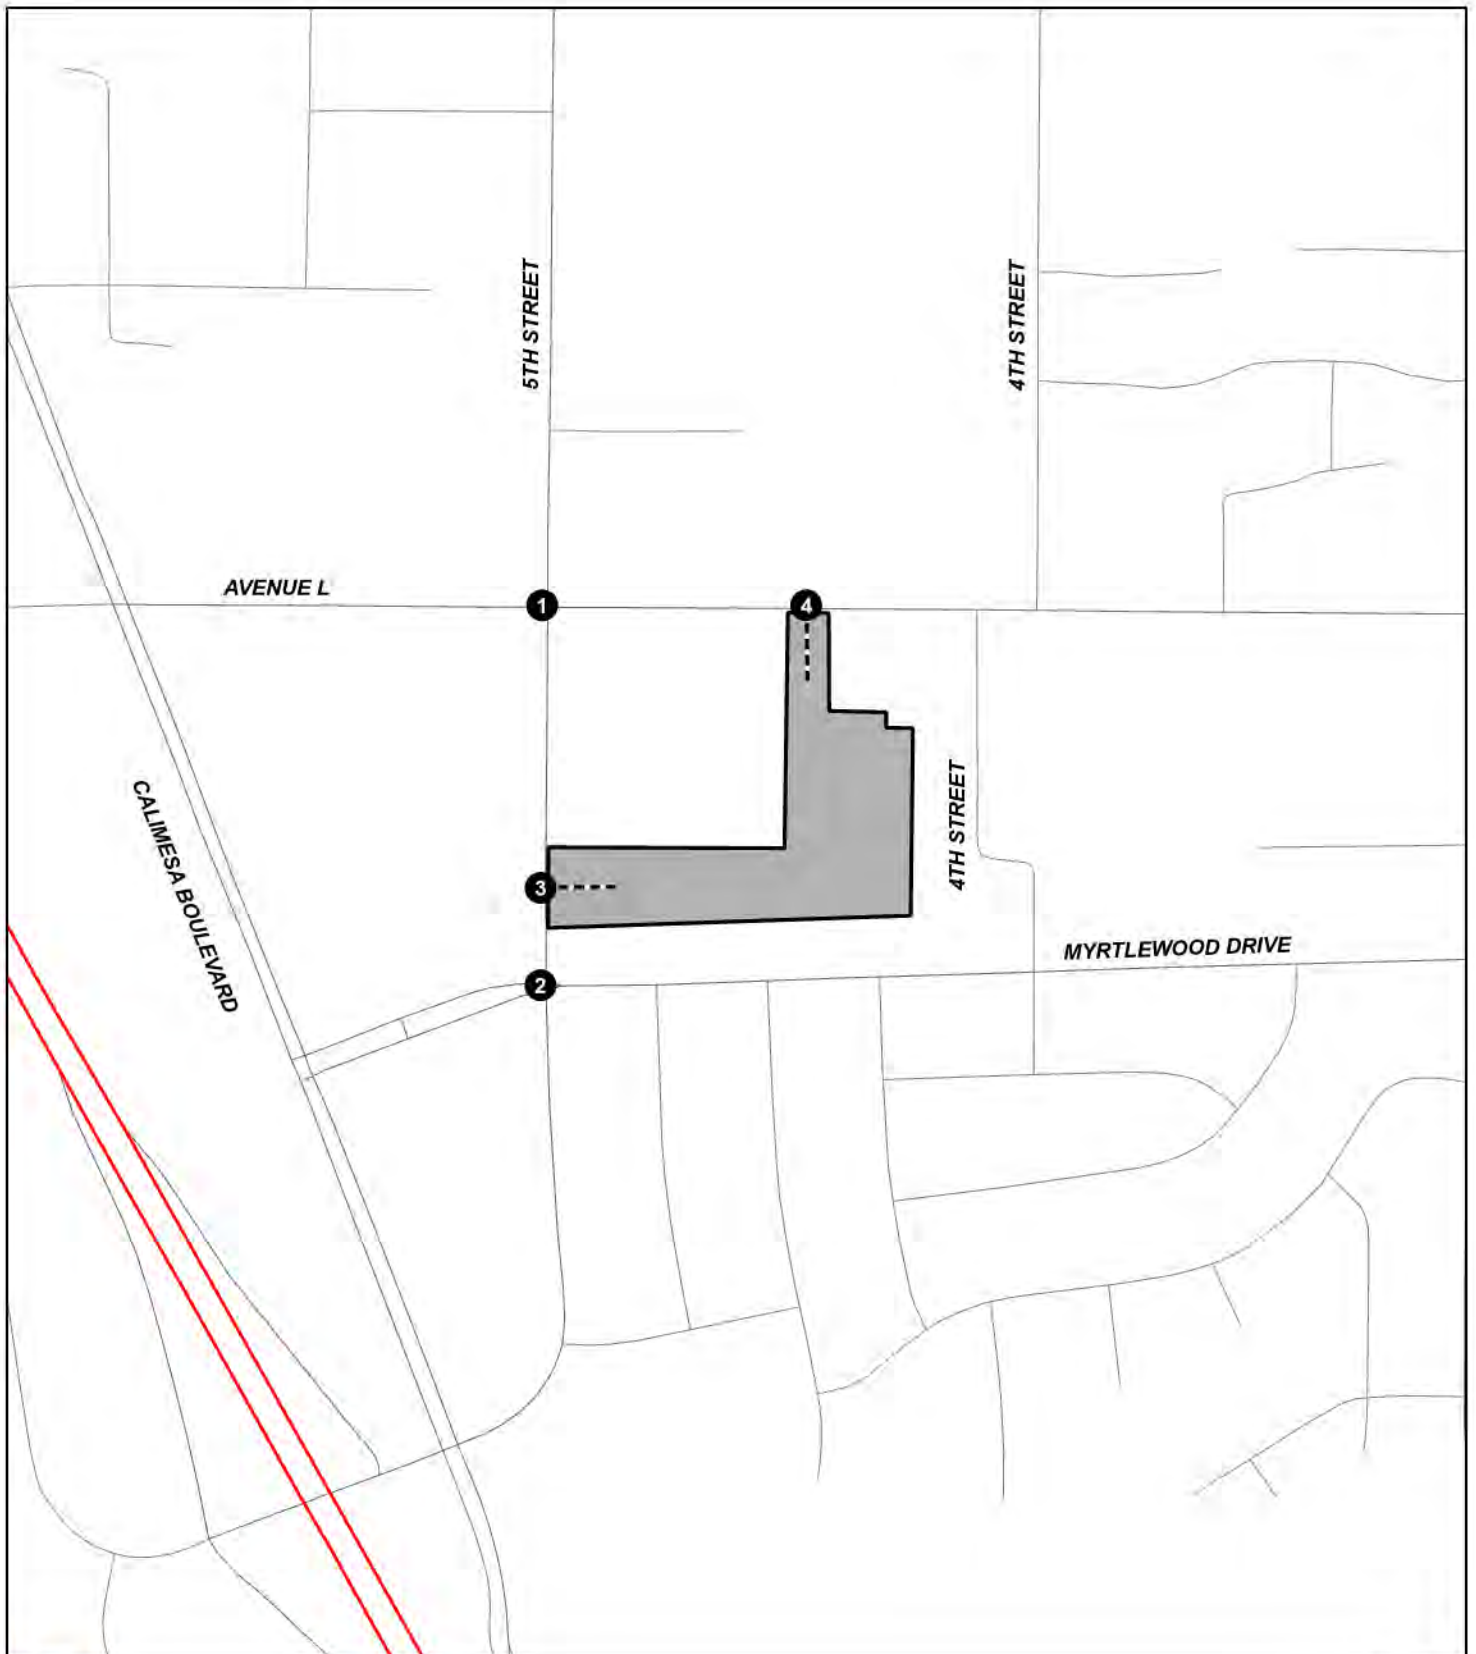 5TH STREET
4TH STREET
AVENUE L
1
4
CALIMESA BOULEVARD
4TH STREET
3
MYRTLEWOOD DRIVE
2